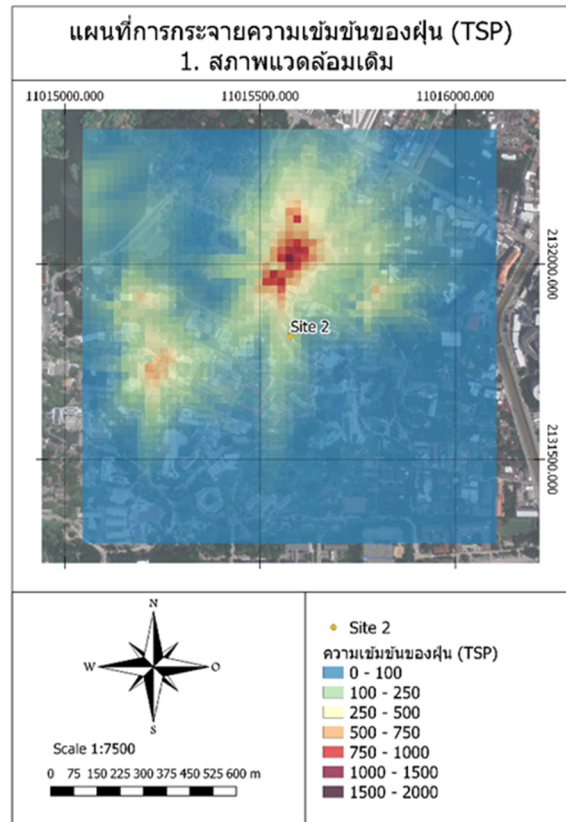 แผนที่การกระจายความเข้มข้นของฝุ่น (TSP)
1. สภาพแวดล้อมเดิม
11015000.000 11015500.000 11016000.000
2132000.000
Site 2
2131500.000
N
W O
S
Scale 1:7500
0 75 150 225 300 375 450 525 600 m
Site 2
ความเข้มข้นของฝุ่น (TSP)
0 - 100
100 - 250
250 - 500
500 - 750
750 - 1000
1000 - 1500
1500 - 2000